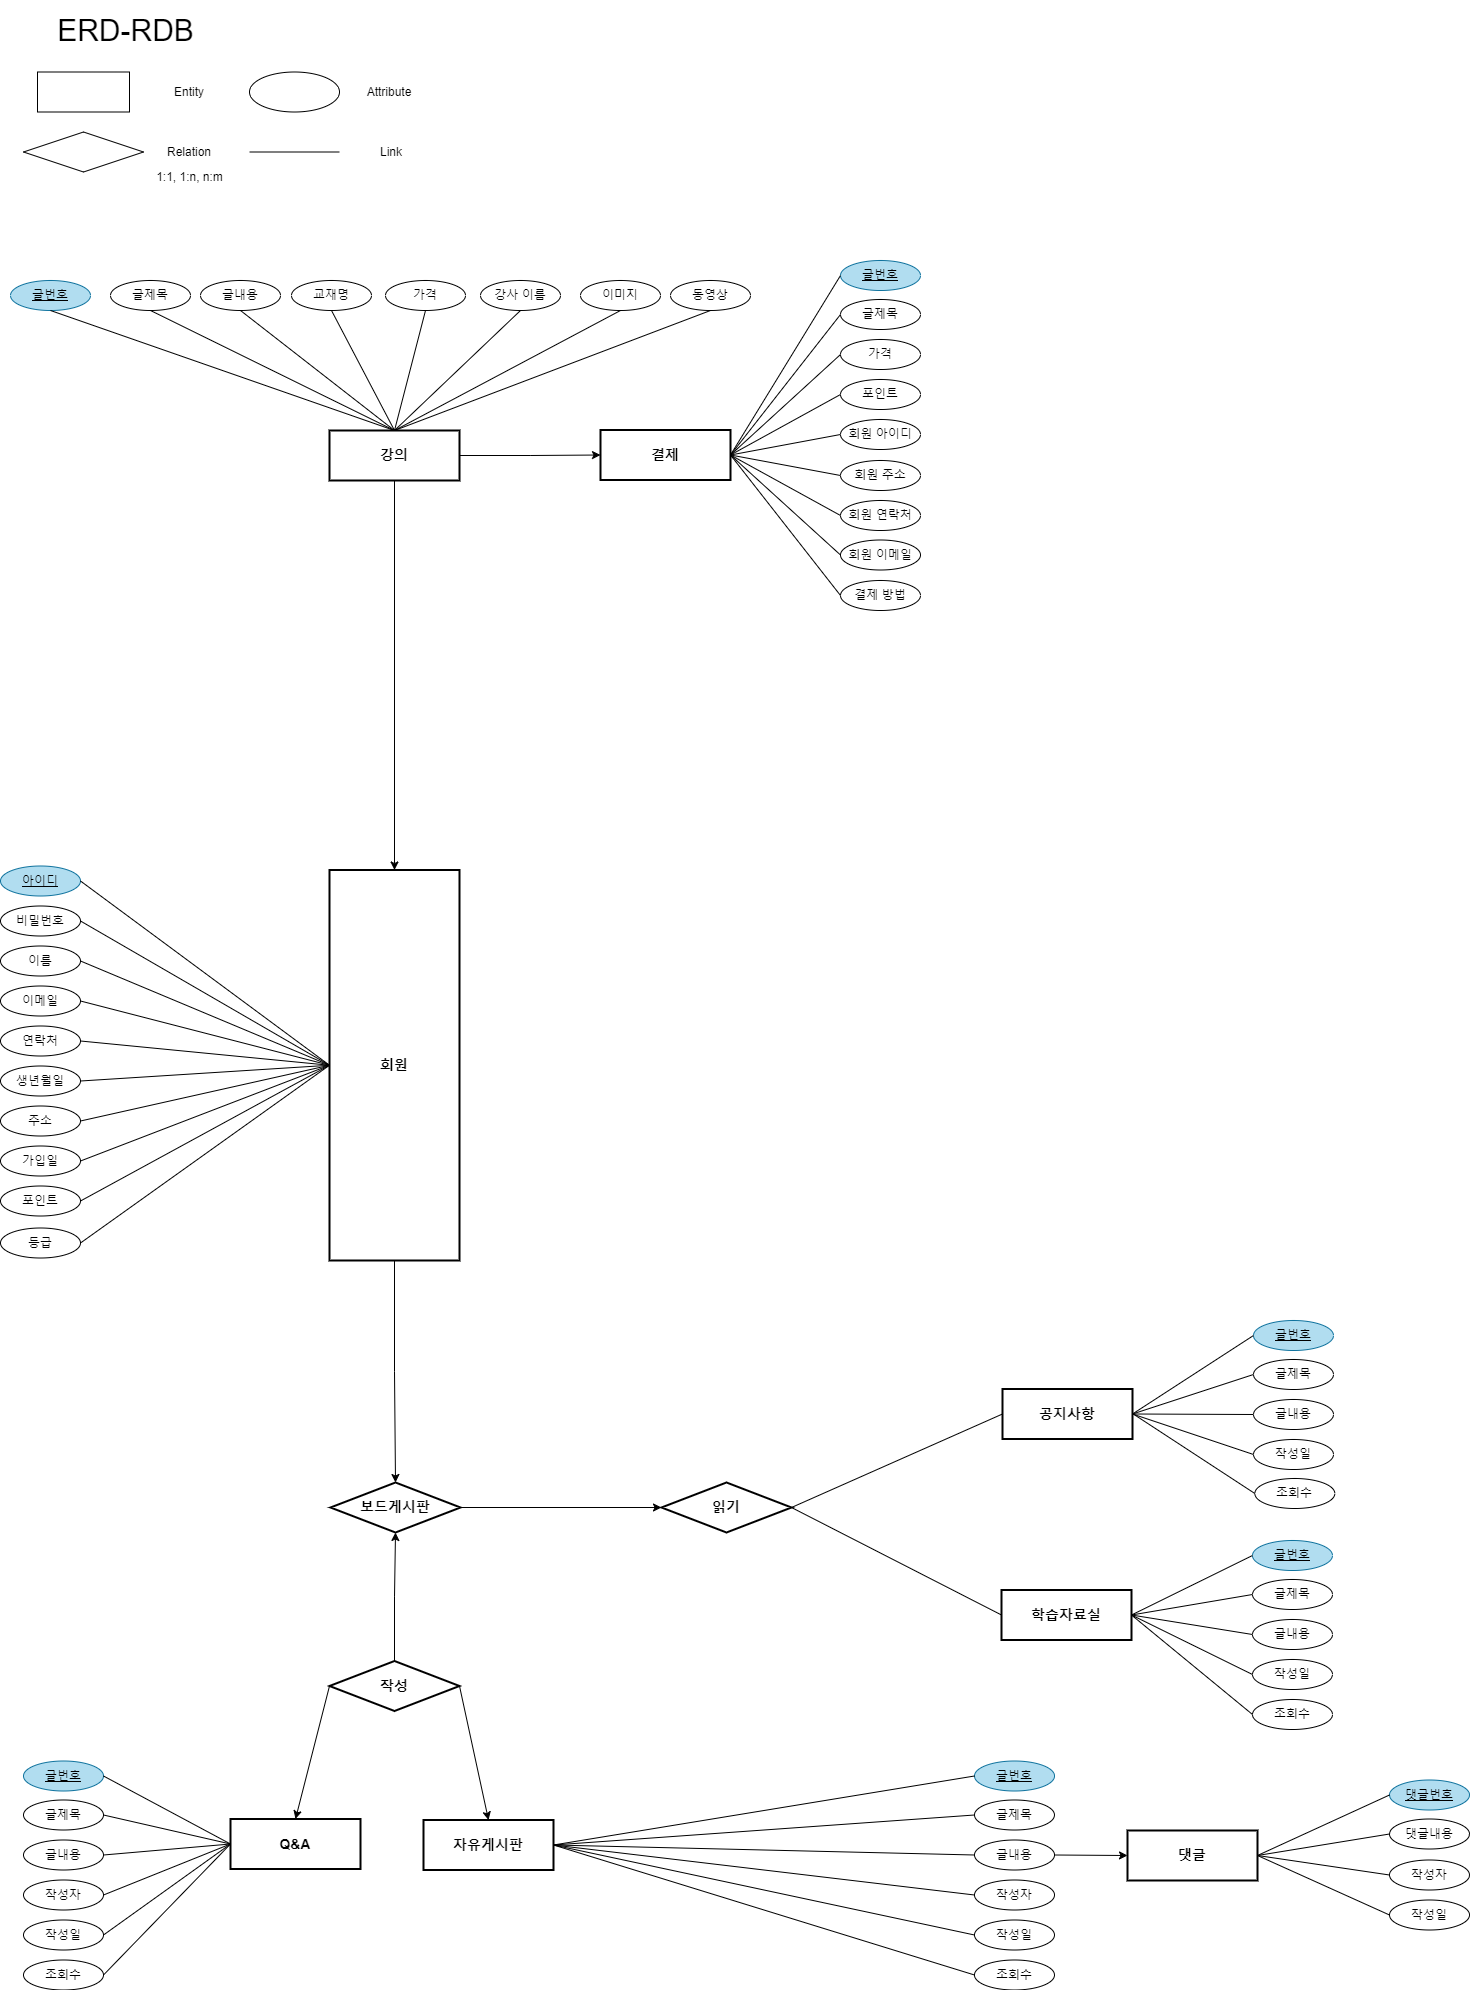 ERD-RDB
Entity
Attribute
Relation
Link
1:1, 1:n, n:m
글번호
글제목
글내용
교재명
가격
강사 이름
이미지
동영상
강의
결제
글번호
글제목
가격
포인트
회원 아이디
회원 주소
회원 연락처
회원 이메일
결제 방법
아이디
비밀번호
이름
이메일
연락처
생년월일
주소
가입일
포인트
등급
회원
보드게시판
읽기
공지사항
글번호
글제목
글내용
작성일
조회수
학습자료실
글번호
글제목
글내용
작성일
조회수
작성
글번호
글제목
글내용
작성자
작성일
조회수
Q&A
자유게시판
글번호
글제목
글내용
작성자
작성일
조회수
댓글
댓글번호
댓글내용
작성자
작성일